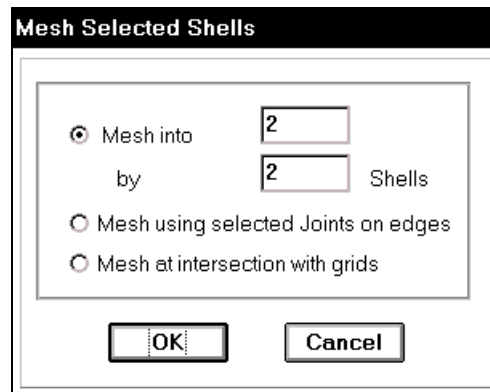 Mesh Selected Shells
Mesh into 2
by 2 Shells
Mesh using selected Joints on edges
Mesh at intersection with grids
OK Cancel